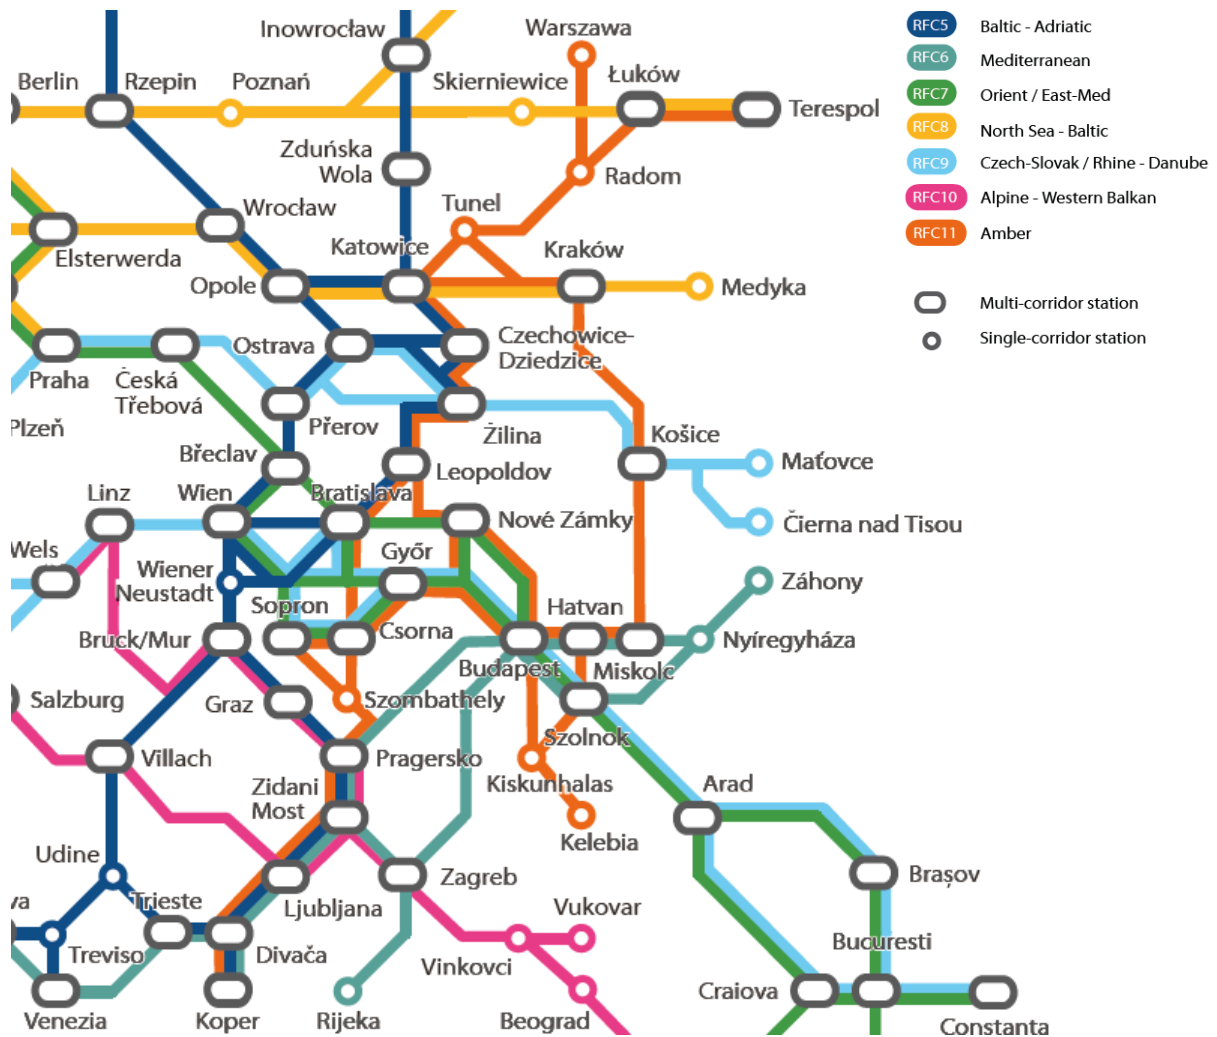 Inowrocław
Warszawa
RFC5 Baltic - Adriatic
RFC6 Mediterranean
RFC7 Orient / East-Med
RFC8 North Sea - Baltic
RFC9 Czech-Slovak / Rhine - Danube
RFC10 Alpine - Western Balkan
RFC11 Amber
Multi-corridor station
Single-corridor station
Berlin
Rzepin
Poznań
Skierniewice
Łuków
Terespol
Zduńska
Wola
Radom
Tunel
Wrocław
Katowice
Kraków
Elsterwerda
Opole
Medyka
Ostrava
Czechowice-
Dziedzice
Praha
Česká
Třebová
Plzeň
Přerov
Žilina
Košice
Maťovce
Břeclav
Leopoldov
Linz
Wien
Bratislava
Nové Zámky
Čierna nad Tisou
Wels
Győr
Wiener
Neustadt
Sopron
Hatvan
Záhony
Bruck/Mur
Csorna
Budapest
Miskolc
Nyíregyháza
Salzburg
Graz
Szombathely
Szolnok
Villach
Pragersko
Kiskunhalas
Arad
Zidani
Most
Kelebia
Udine
Zagreb
Brașov
va
Trieste
Ljubljana
Vukovar
Treviso
Divača
Vinkovci
Bucuresti
Craiova
Venezia
Koper
Rijeka
Beograd
Constanta